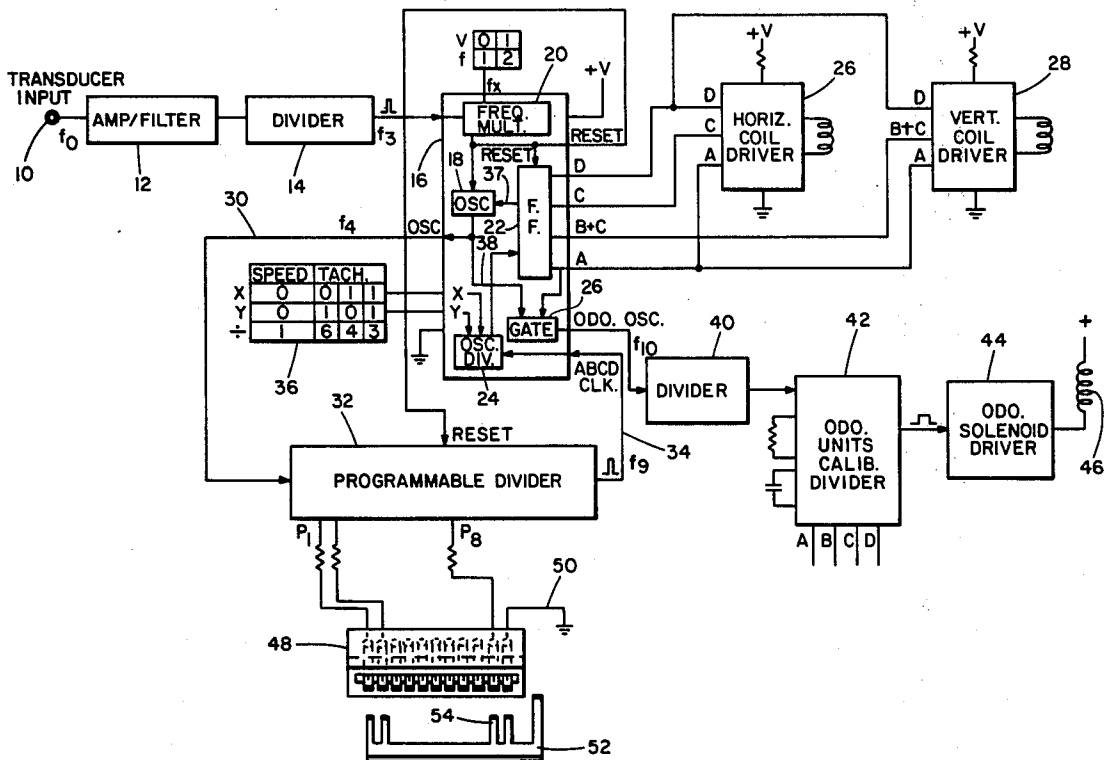 TRANSDUCER
INPUT
10
f0
AMP/FILTER
12
DIVIDER
14
f3
16
V 0 1
f 1 2
fx
20
FREQ.
MULT.
+V
RESET
RESET
18
OSC
37
F.
F.
22
D
C
B+C
A
OSC
38
X
Y
OSC.
DIV.
24
GATE
26
ODO. OSC.
f10
ABCD
CLK.
+V
26
D
C
A
HORIZ.
COIL
DRIVER
+V
28
D
B+C
A
VERT.
COIL
DRIVER
30
f4
SPEED TACH.
X 0 0 1 1
Y 0 1 0 1
÷ 1 6 4 3
36
32
RESET
PROGRAMMABLE DIVIDER
f9
34
P1
P8
40
DIVIDER
42
ODO.
UNITS
CALIB.
DIVIDER
A B C D
44
ODO.
SOLENOID
DRIVER
+
46
50
48
54
52